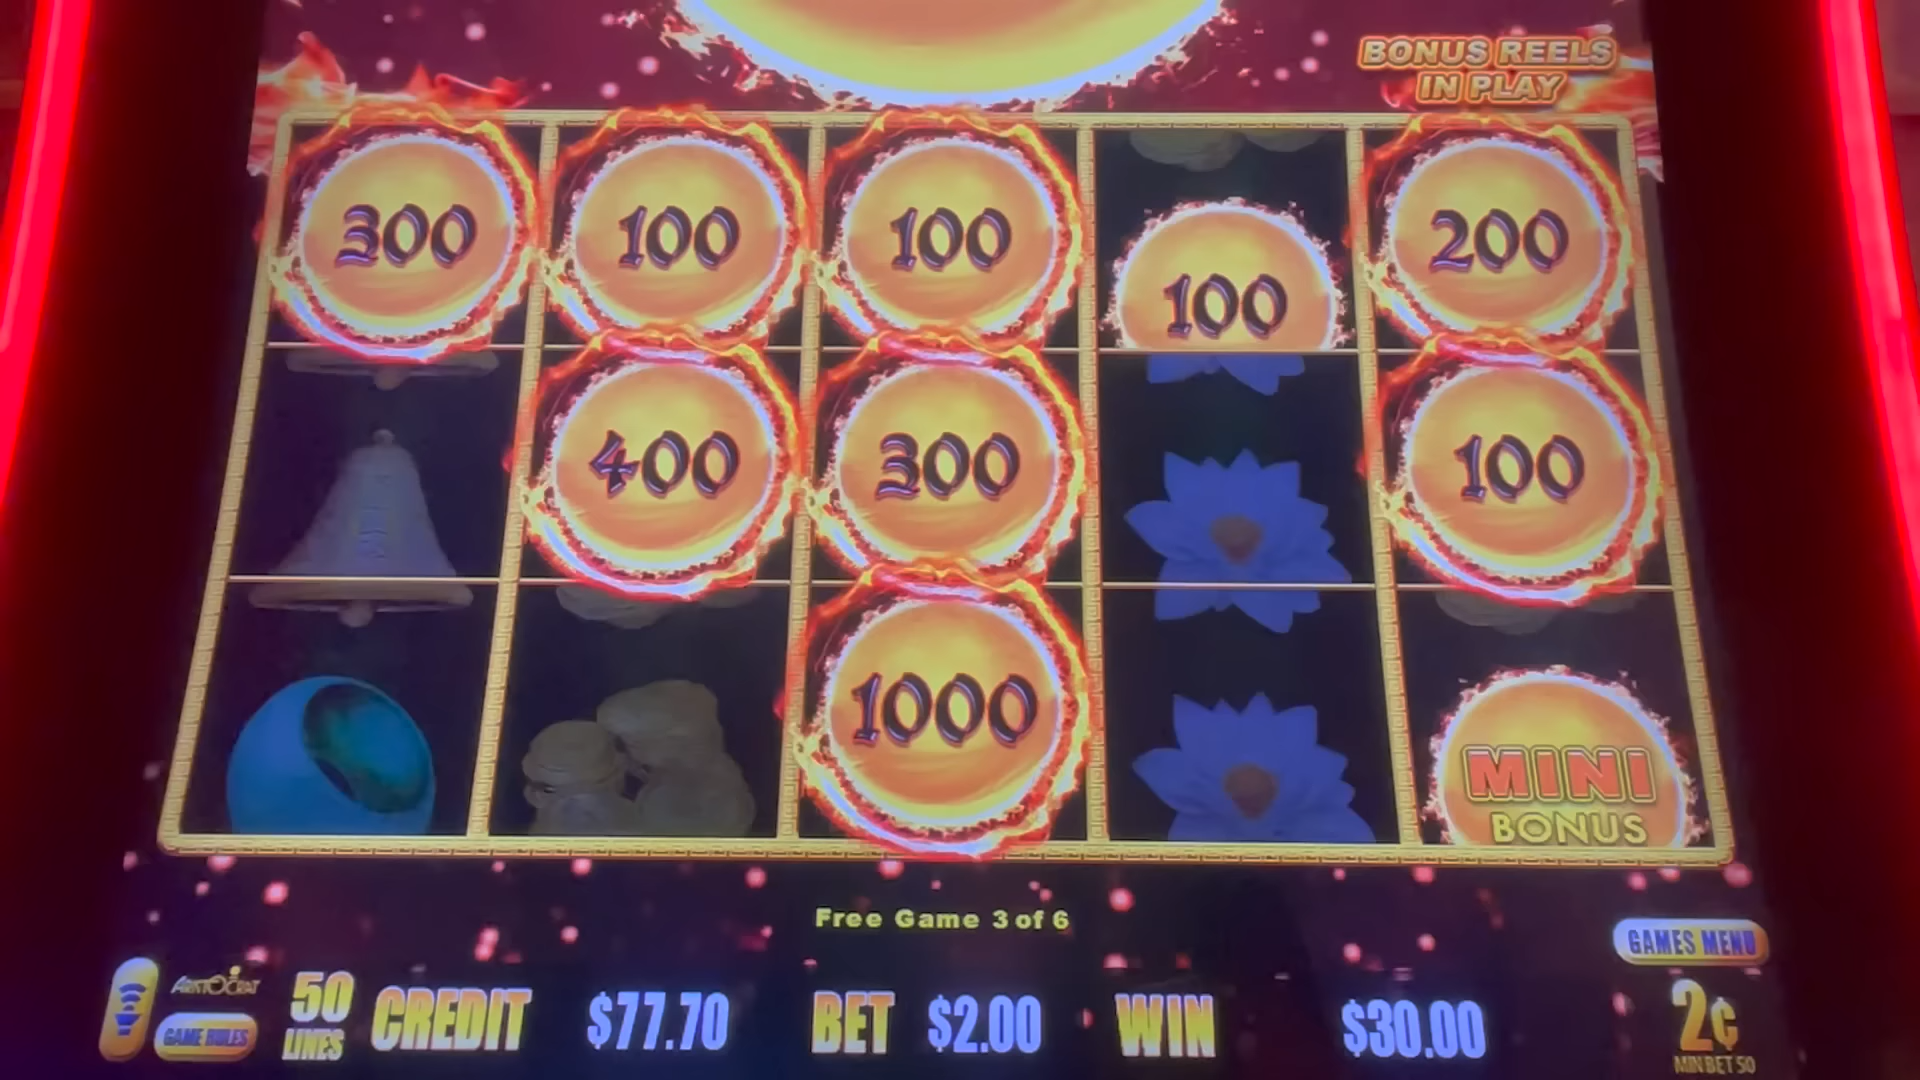 BONUS REELS
IN PLAY
300 100 100 100 200
400 300 100
1000
MINI
BONUS
Free Game 3 of 6
GAMES MENU
ARISTOCRAT
GAME RULES
50
LINES
CREDIT $77.70 BET $2.00 WIN $30.00
2¢
MIN BET 50